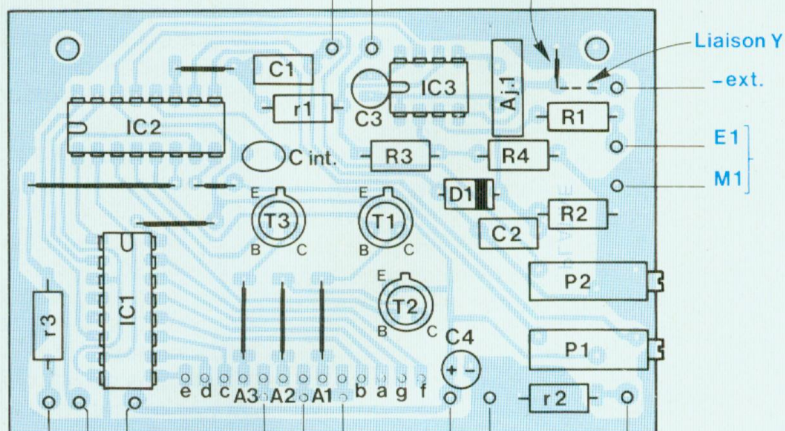 Liaison Y
-ext.
E1
M1
C1
r1
C3
IC3
Aj.1
R1
IC2
C int.
R3
R4
D1
R2
C2
E
T3
B
C
E
T1
B
C
E
T2
B
C
P2
P1
IC1
r3
C4
+ -
r2
e d c A3 A2 A1 b a g f